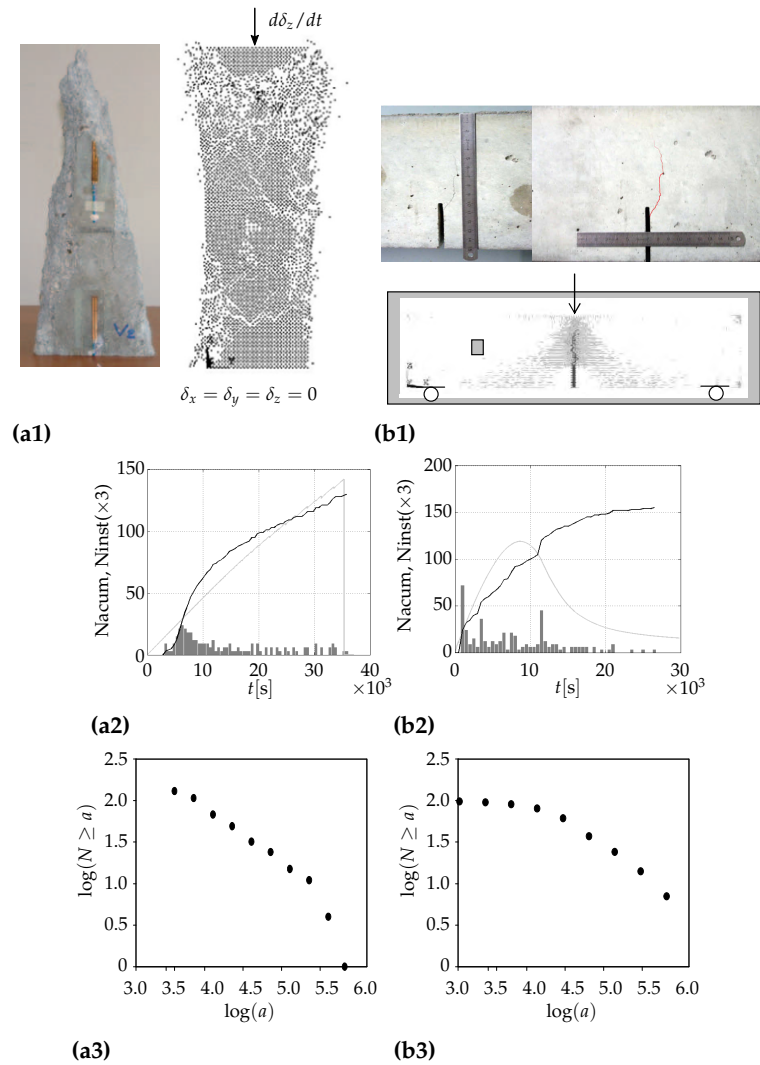 dδz/dt
V2
δx = δy = δz = 0
(a1)
(b1)
Nacum, Ninst(×3)
150
100
50
0
0
10
20
30
40
t[s]
×10³
(a2)
Nacum, Ninst(×3)
200
150
100
50
0
0
10
20
30
t[s]
×10³
(b2)
log(N ≥ a)
2.5
2.0
1.5
1.0
0.5
0
3.0
3.5
4.0
4.5
5.0
5.5
6.0
log(a)
(a3)
log(N ≥ a)
2.5
2.0
1.5
1.0
0.5
0
3.0
3.5
4.0
4.5
5.0
5.5
6.0
log(a)
(b3)